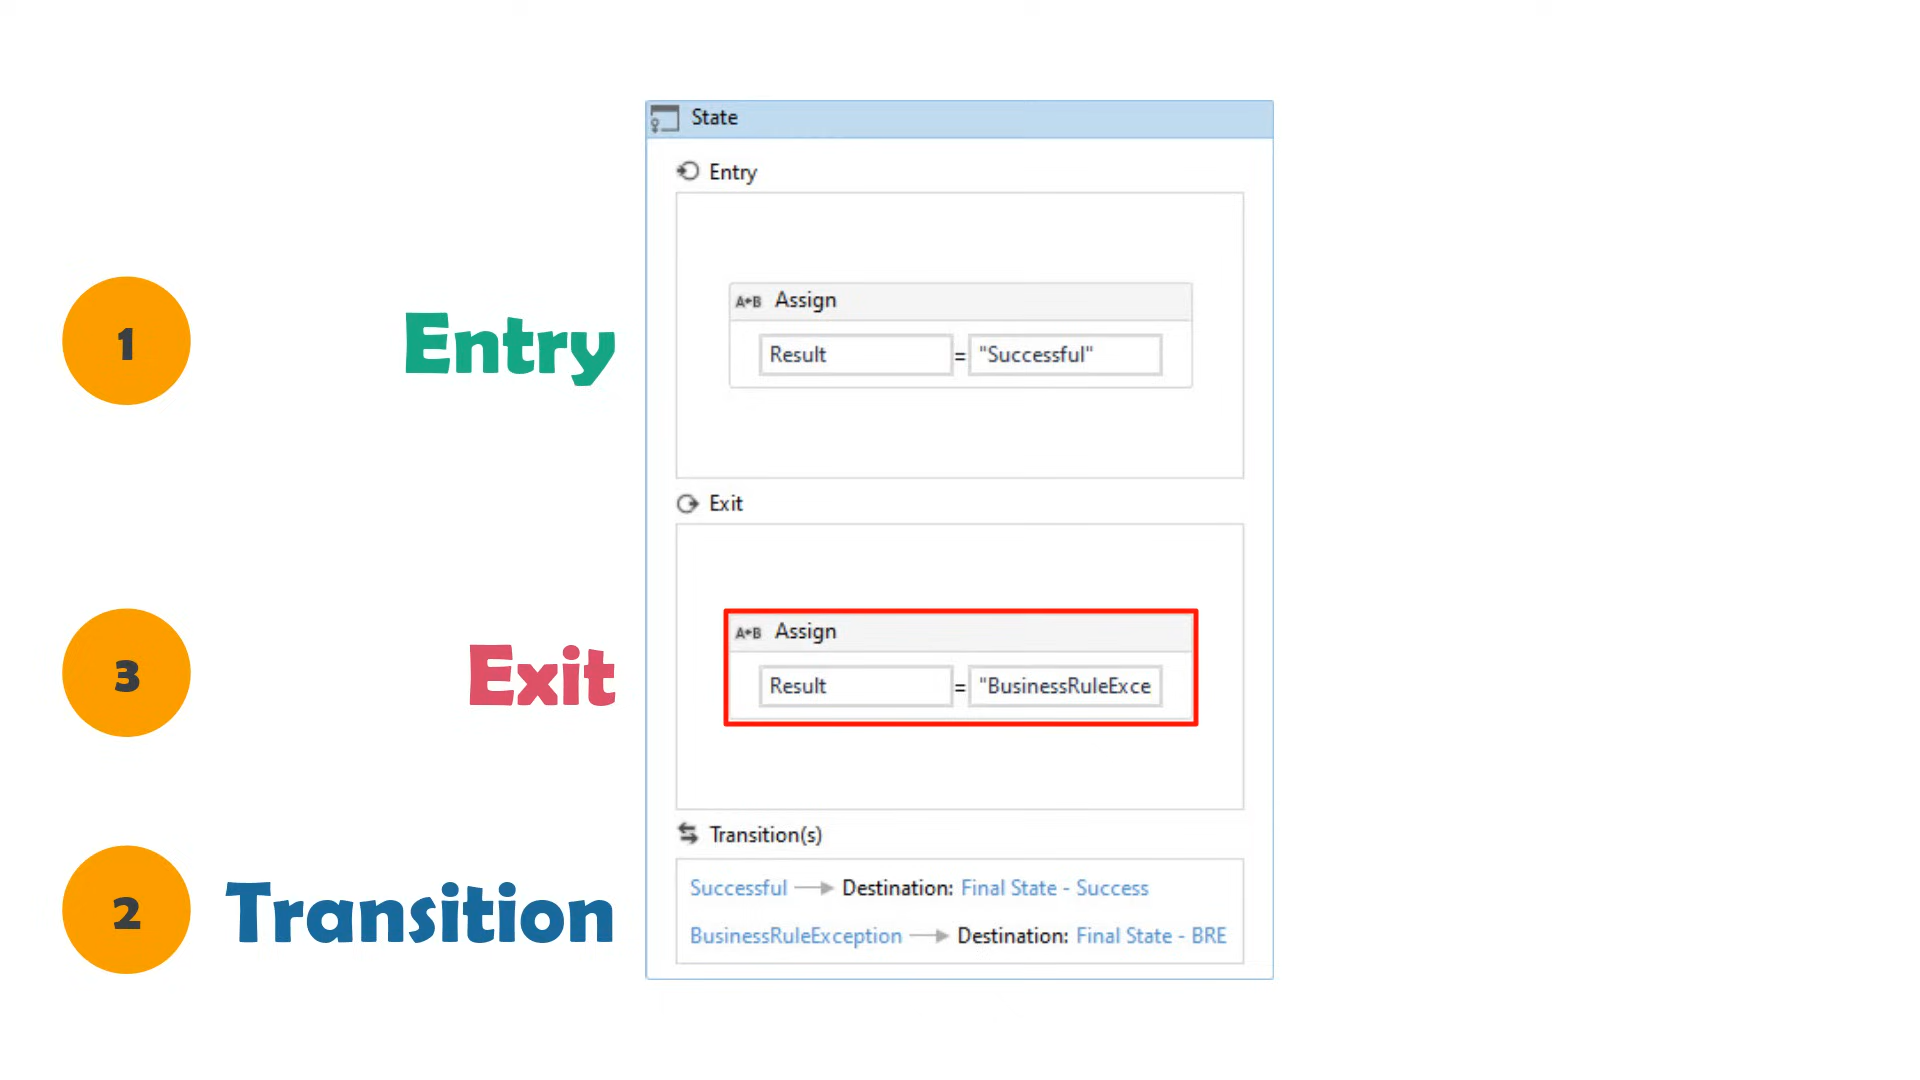 State
Entry
A+B Assign
Result = "Successful"
1 Entry
Exit
A+B Assign
Result = "BusinessRuleExce
3 Exit
Transition(s)
Successful Destination: Final State - Success
BusinessRuleException Destination: Final State - BRE
2 Transition